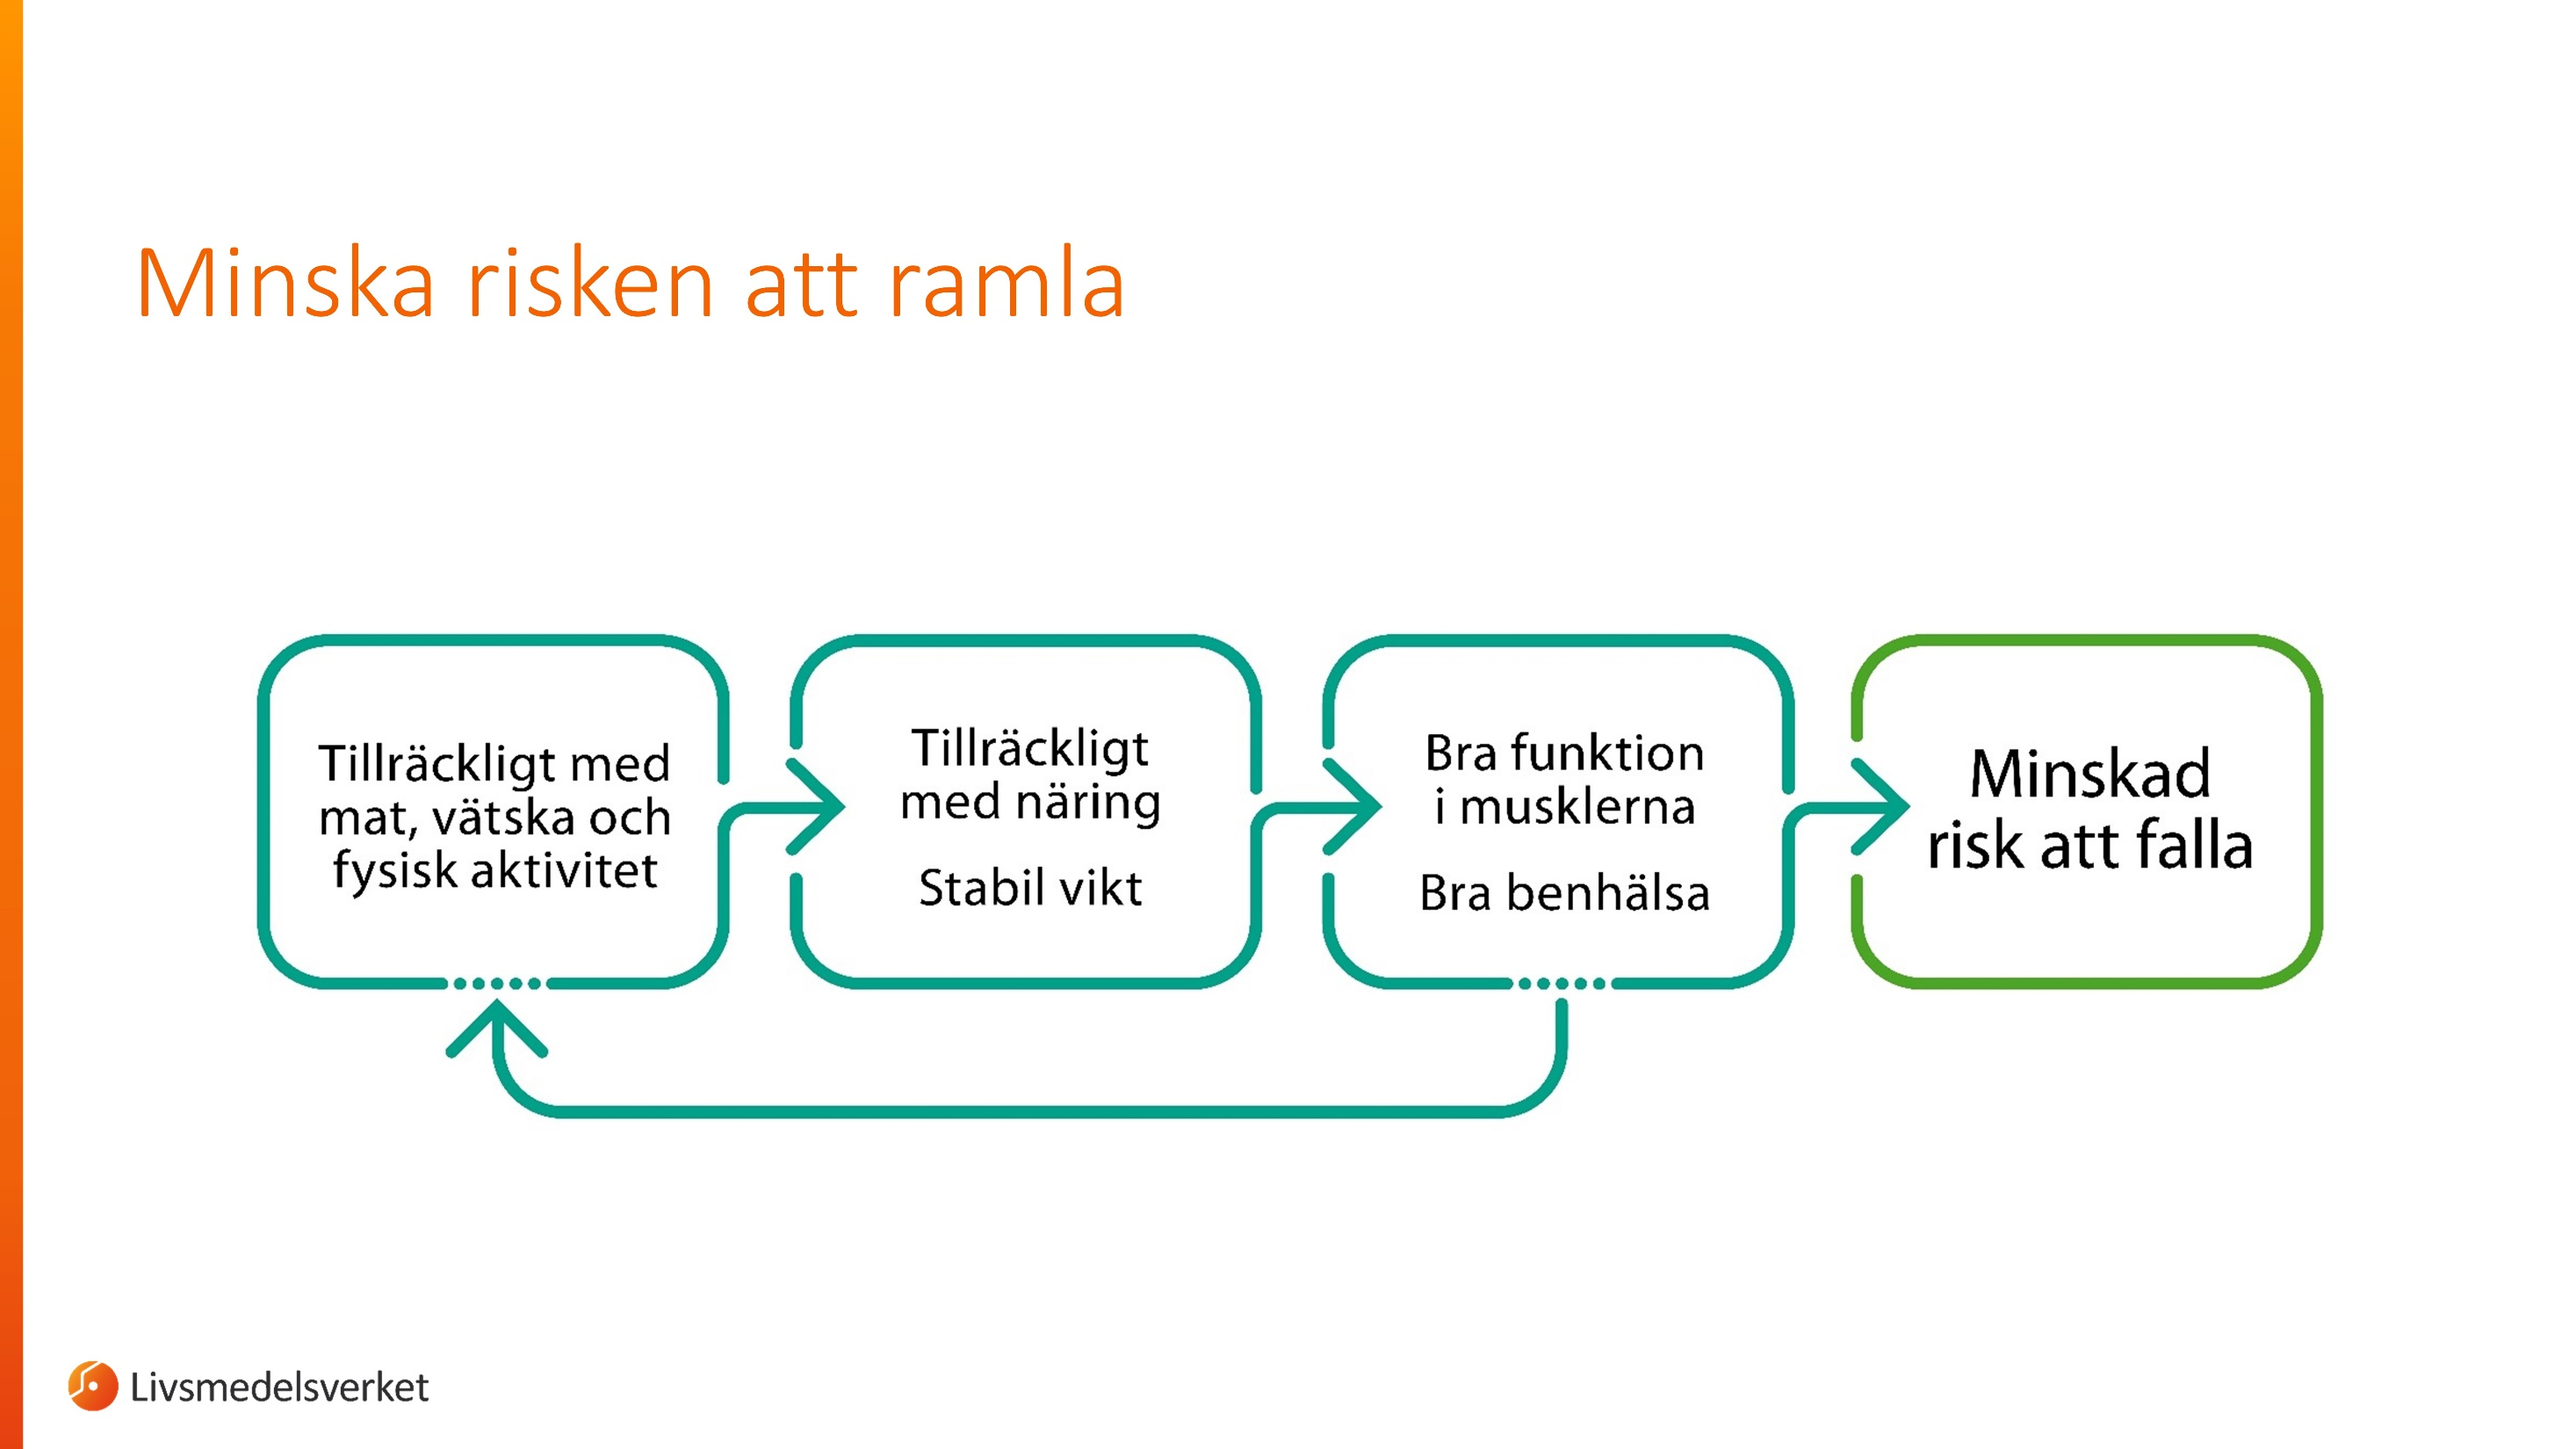 Minska risken att ramla
Tillräckligt med
mat, vätska och
fysisk aktivitet
Tillräckligt
med näring
Stabil vikt
Bra funktion
i musklerna
Bra benhälsa
Minskad
risk att falla
Livsmedelsverket